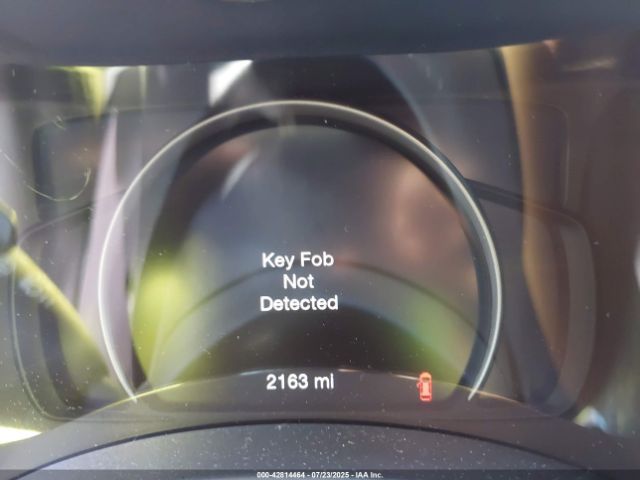 Key Fob
Not
Detected
2163 mi
000-42814464 - 07/23/2025 - IAA Inc.